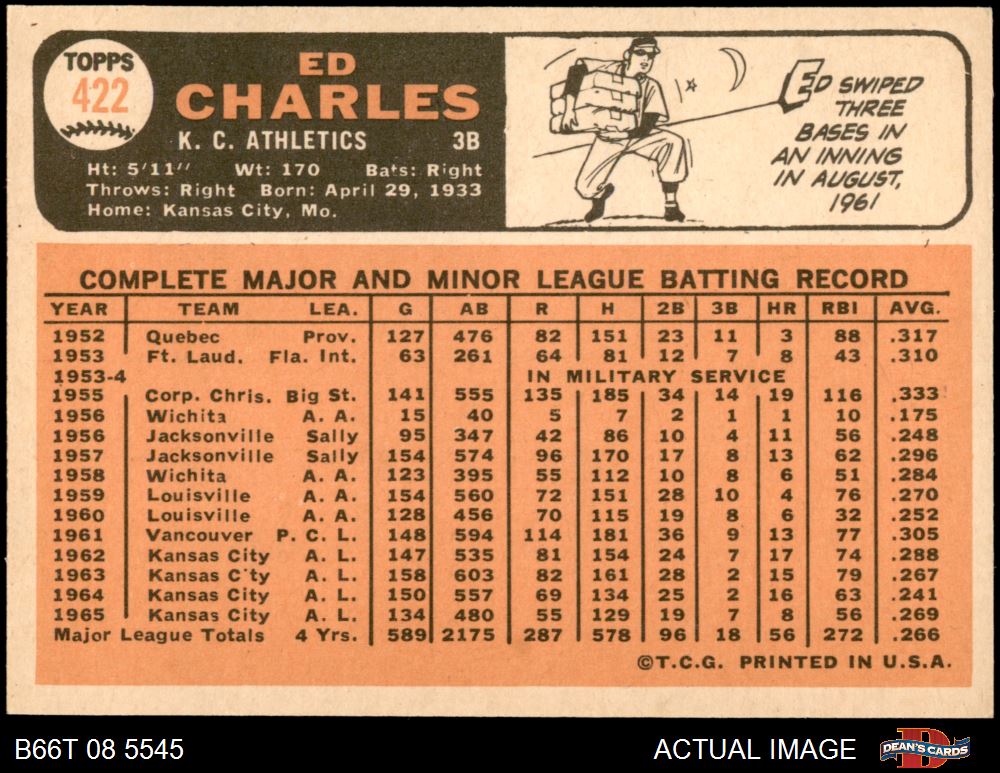 TOPPS
422
ED
CHARLES
K. C. ATHLETICS 3B
Ht: 5'11" Wt: 170 Bats: Right
Throws: Right Born: April 29, 1933
Home: Kansas City, Mo.
ED SWIPED
THREE
BASES IN
AN INNING
IN AUGUST,
1961
COMPLETE MAJOR AND MINOR LEAGUE BATTING RECORD
YEAR TEAM LEA. G AB R H 2B 3B HR RBI AVG.
1952 Quebec Prov. 127 476 82 151 23 11 3 88 .317
1953 Ft. Laud. Fla. Int. 63 261 64 81 12 7 8 43 .310
1953-4 IN MILITARY SERVICE
1955 Corp. Chris. Big St. 141 555 135 185 34 14 19 116 .333
1956 Wichita A. A. 15 40 5 7 2 1 1 10 .175
1956 Jacksonville Sally 95 347 42 86 10 4 11 56 .248
1957 Jacksonville Sally 154 574 96 170 17 8 13 62 .296
1958 Wichita A. A. 123 395 55 112 10 8 6 51 .284
1959 Louisville A. A. 154 560 72 151 28 10 4 76 .270
1960 Louisville A. A. 128 456 70 115 19 8 6 32 .252
1961 Vancouver P. C. L. 148 594 114 181 36 9 13 77 .305
1962 Kansas City A. L. 147 535 81 154 24 7 17 74 .288
1963 Kansas City A. L. 158 603 82 161 28 2 15 79 .267
1964 Kansas City A. L. 150 557 69 134 25 2 16 63 .241
1965 Kansas City A. L. 134 480 55 129 19 7 8 56 .269
Major League Totals 4 Yrs. 589 2175 287 578 96 18 56 272 .266
©T.C.G. PRINTED IN U.S.A.
B66T 08 5545 ACTUAL IMAGE DEAN'S CARDS